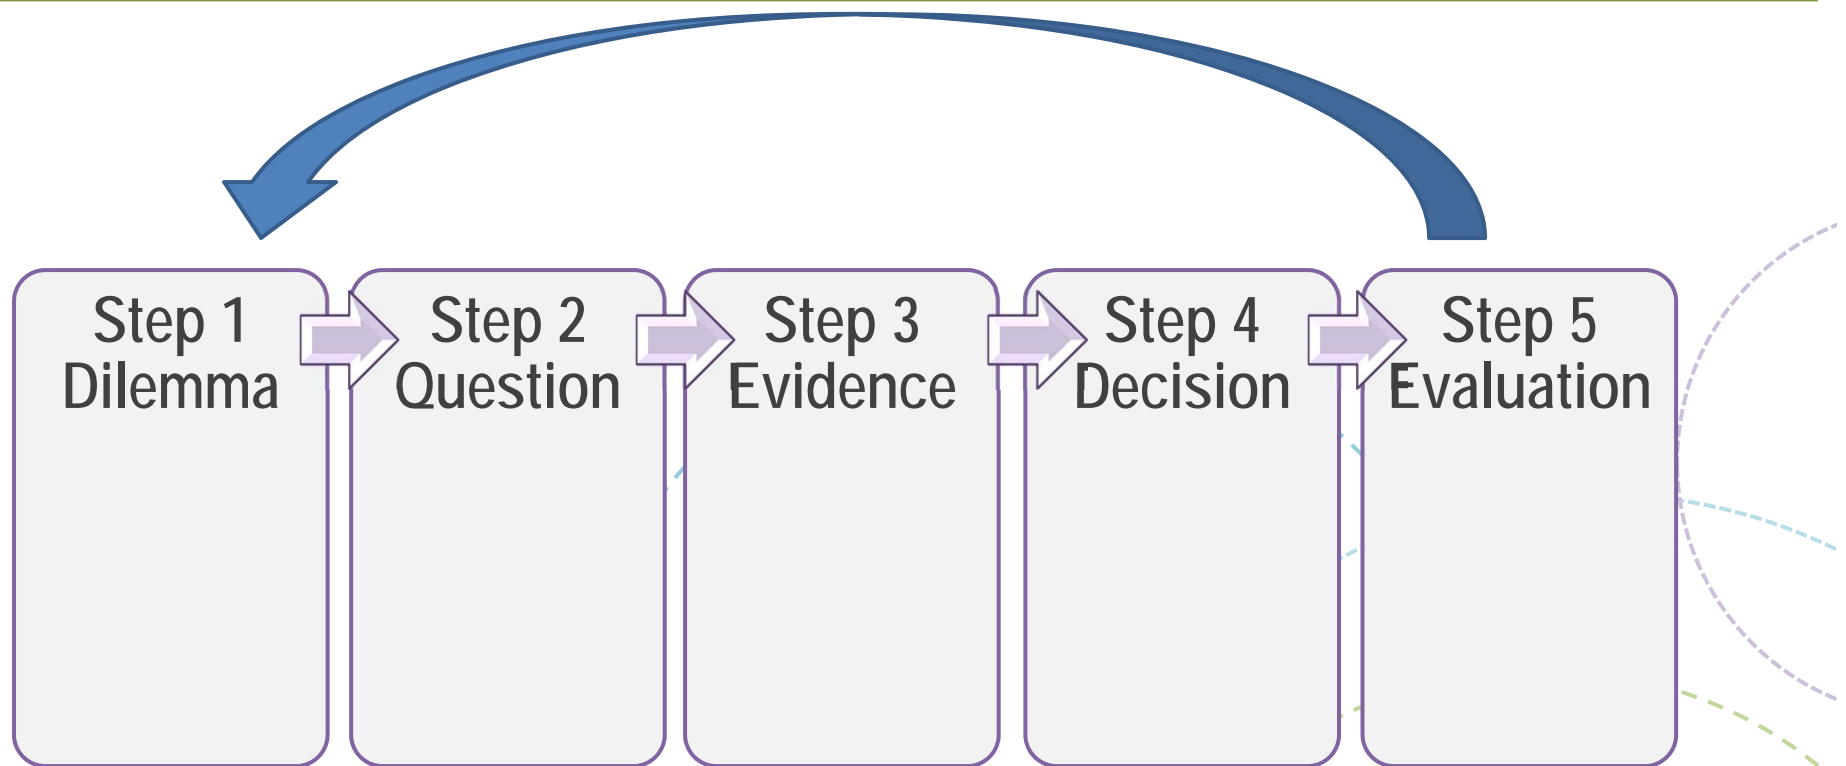 Step 1
Dilemma
Step 2
Question
Step 3
Evidence
Step 4
Decision
Step 5
Evaluation